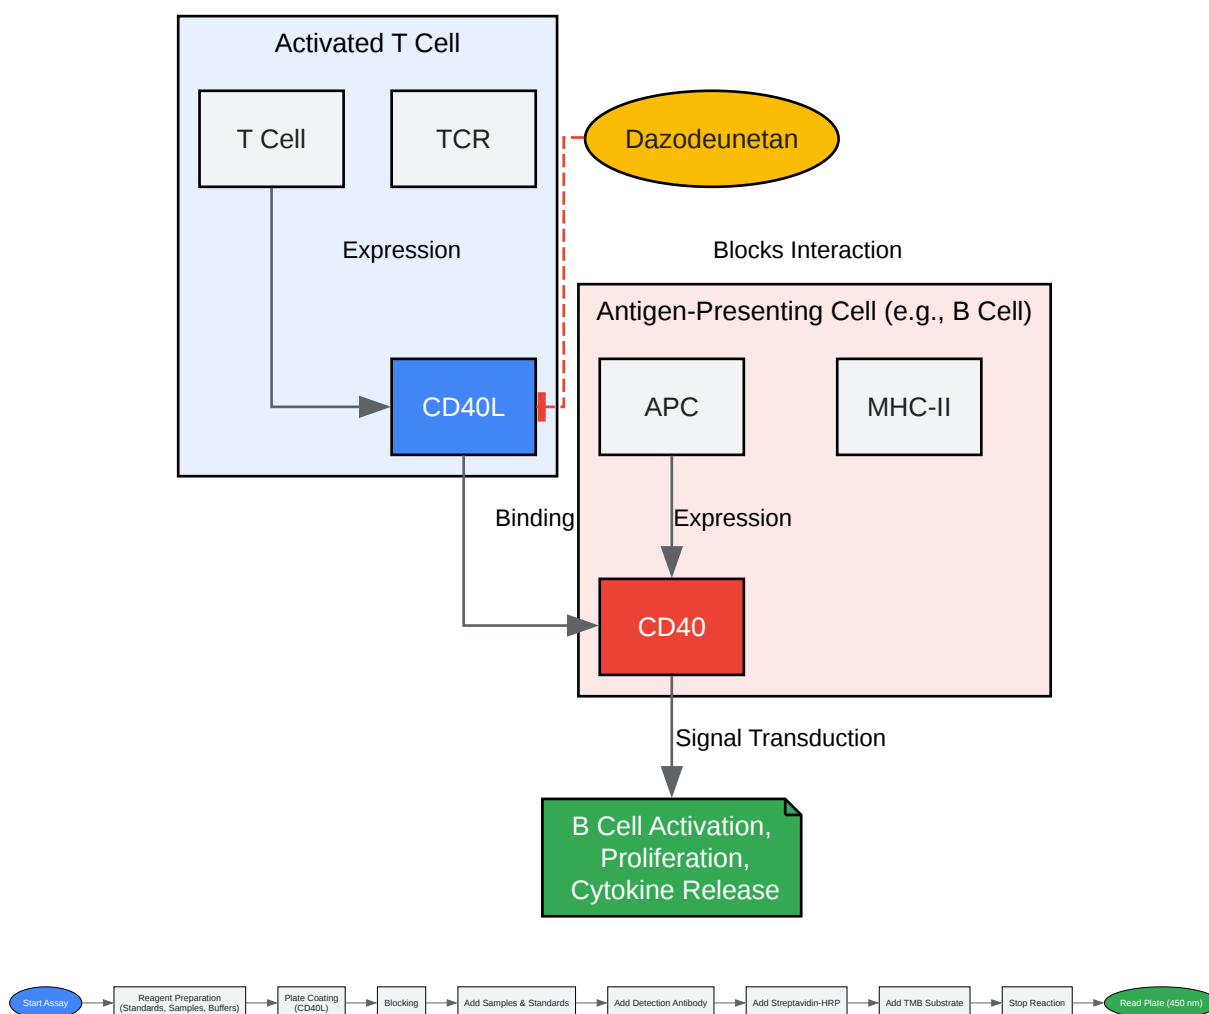 Activated T Cell
T Cell
TCR
Dazodeunetan
Expression
Blocks Interaction
Antigen-Presenting Cell (e.g., B Cell)
CD40L
APC
MHC-II
Binding
Expression
CD40
Signal Transduction
B Cell Activation,
Proliferation,
Cytokine Release
Start Assay
Reagent Preparation
(Standards, Samples, Buffers)
Plate Coating
(CD40L)
Blocking
Add Samples & Standards
Add Detection Antibody
Add Streptavidin-HRP
Add TMB Substrate
Stop Reaction
Read Plate (450 nm)